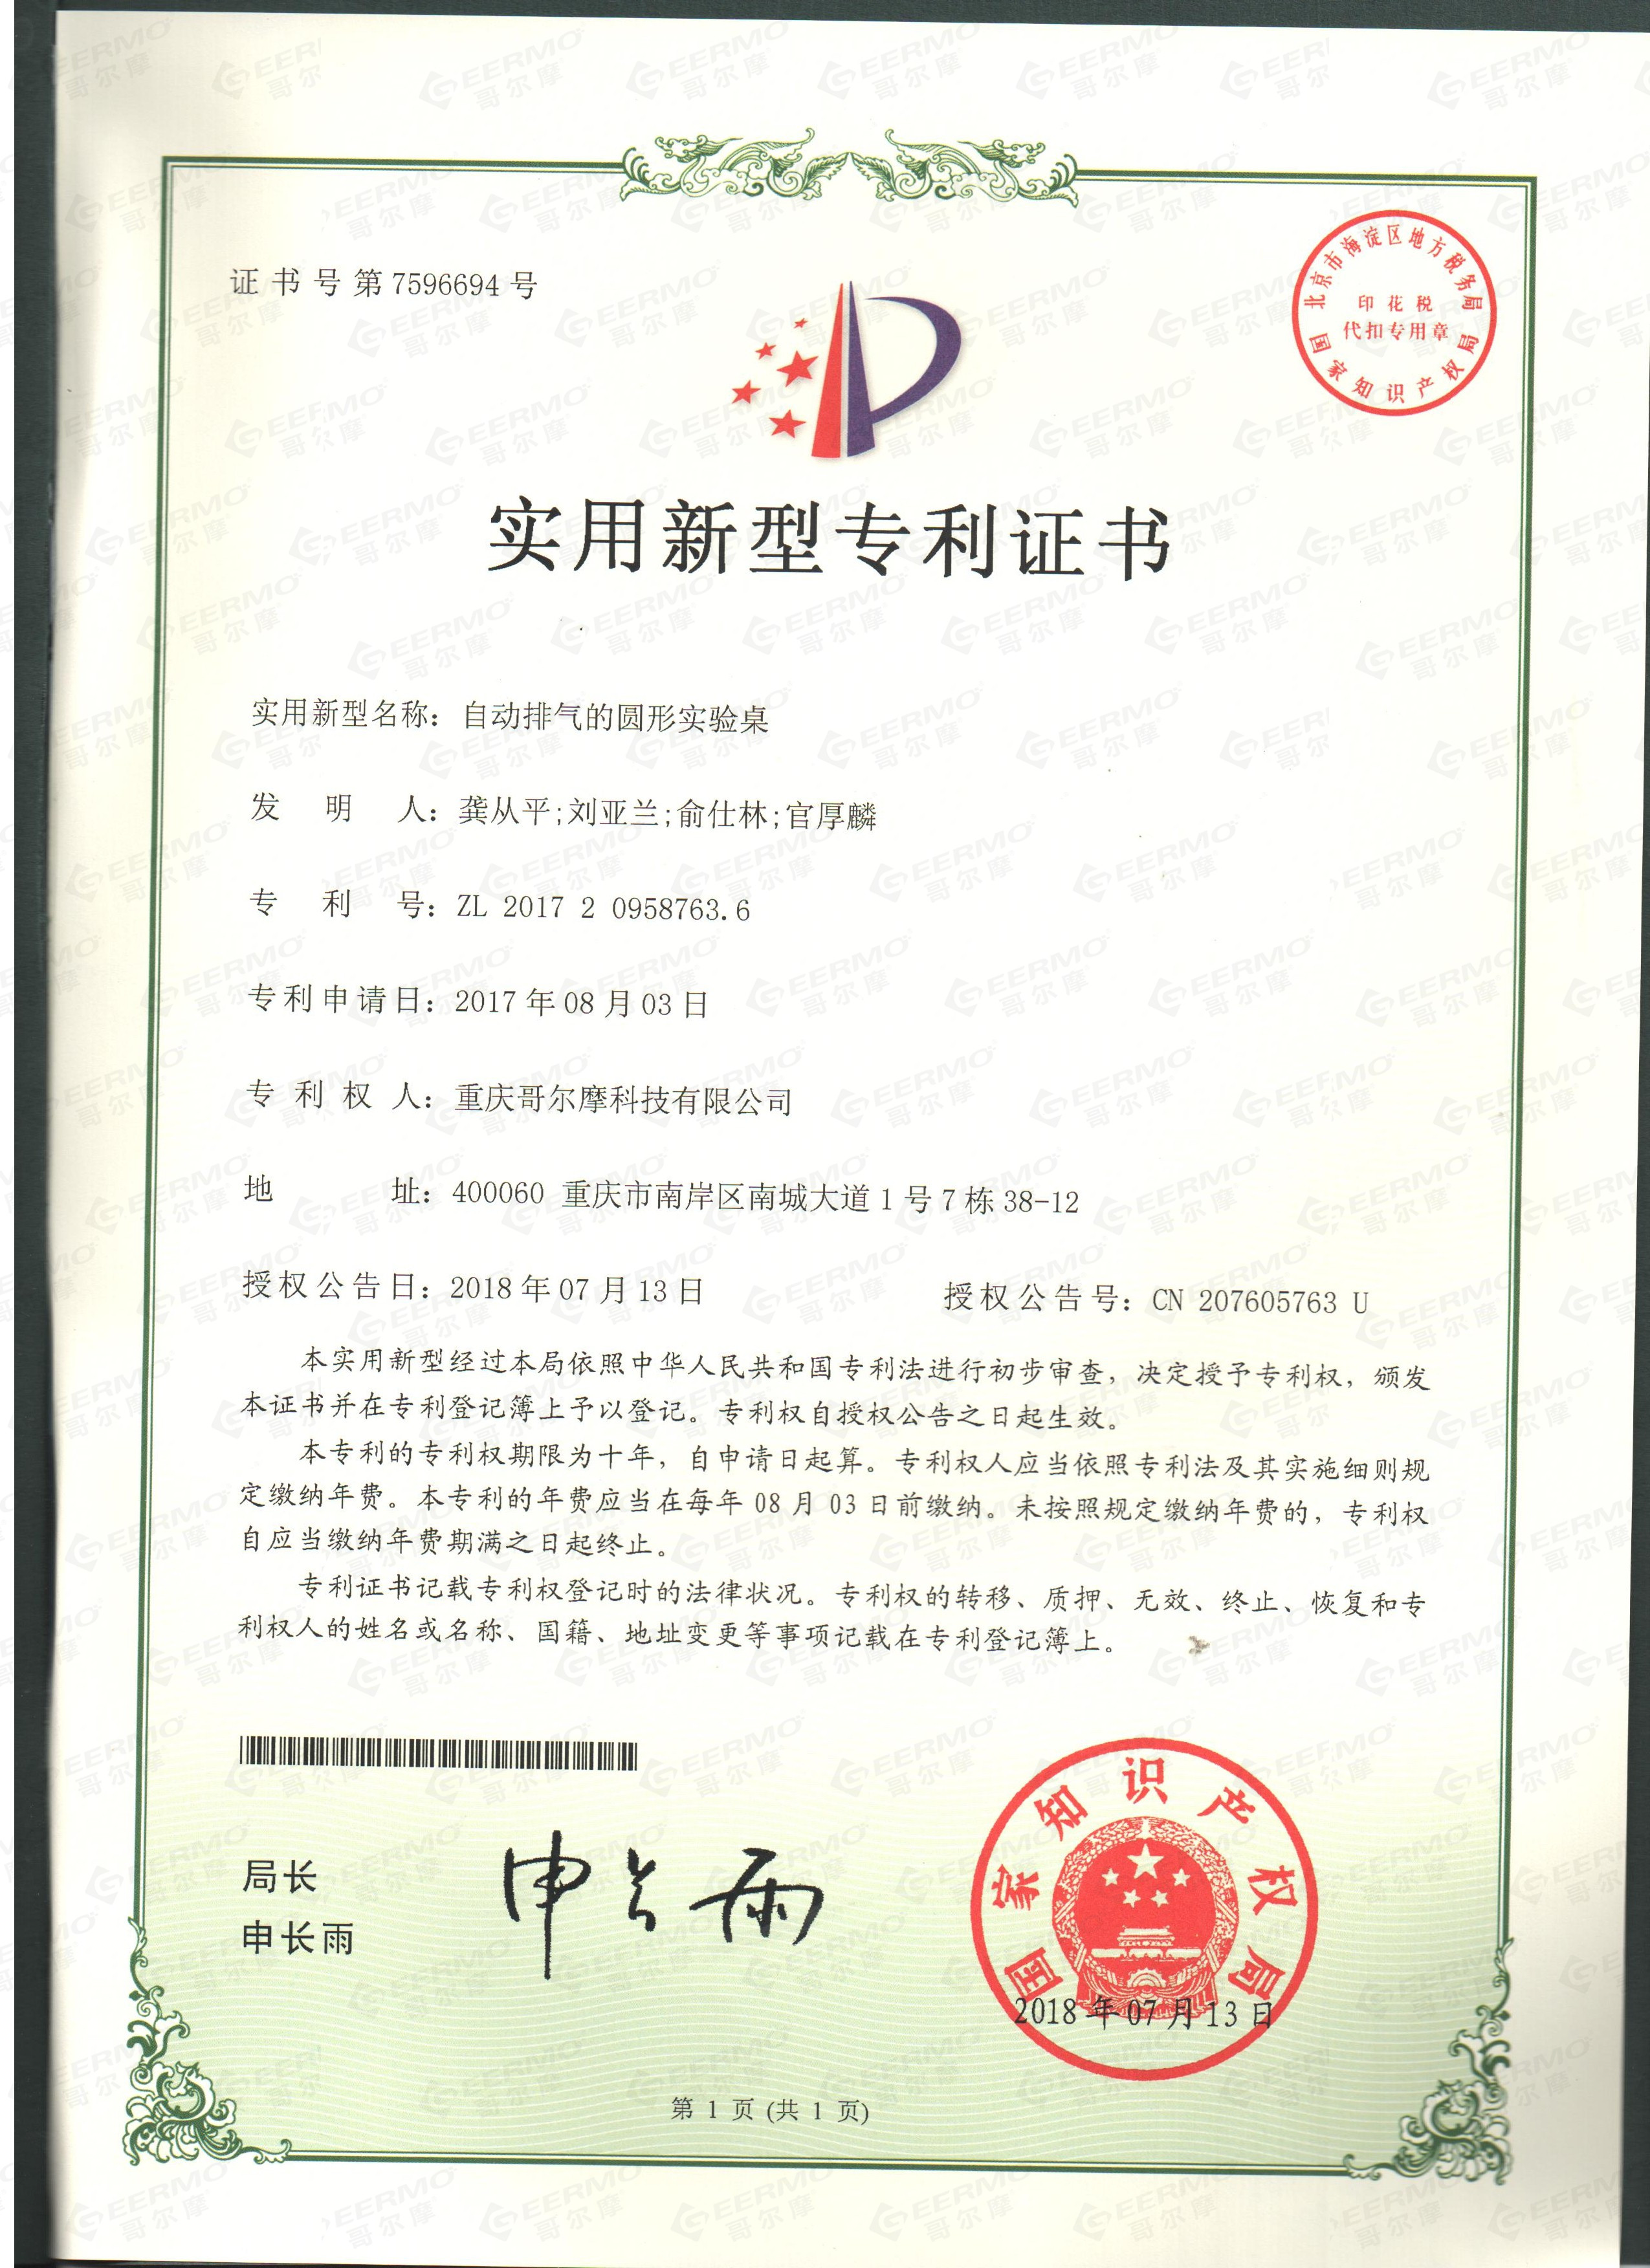 证书号第7596694号
北京市海淀区地方税务局
印花税
代扣专用章
国家知识产权局
实用新型专利证书
实用新型名称：自动排气的圆形实验桌
发明人：龚从平;刘亚兰;俞仕林;官厚麟
专利号：ZL 2017 2 0958763.6
专利申请日：2017年08月03日
专利权人：重庆哥尔摩科技有限公司
地址：400060 重庆市南岸区南城大道1号7栋38-12
授权公告日：2018年07月13日 授权公告号：CN 207605763 U
本实用新型经过本局依照中华人民共和国专利法进行初步审查，决定授予专利权，颁发
本证书并在专利登记簿上予以登记。专利权自授权公告之日起生效。
本专利的专利权期限为十年，自申请日起算。专利权人应当依照专利法及其实施细则规
定缴纳年费。本专利的年费应当在每年08月03日前缴纳。未按照规定缴纳年费的，专利权
自应当缴纳年费期满之日起终止。
专利证书记载专利权登记时的法律状况。专利权的转移、质押、无效、终止、恢复和专
利权人的姓名或名称、国籍、地址变更等事项记载在专利登记簿上。
局长
申长雨
申长雨
国家知识产权局
2018年07月13日
第1页(共1页)
GEERMO
哥尔摩